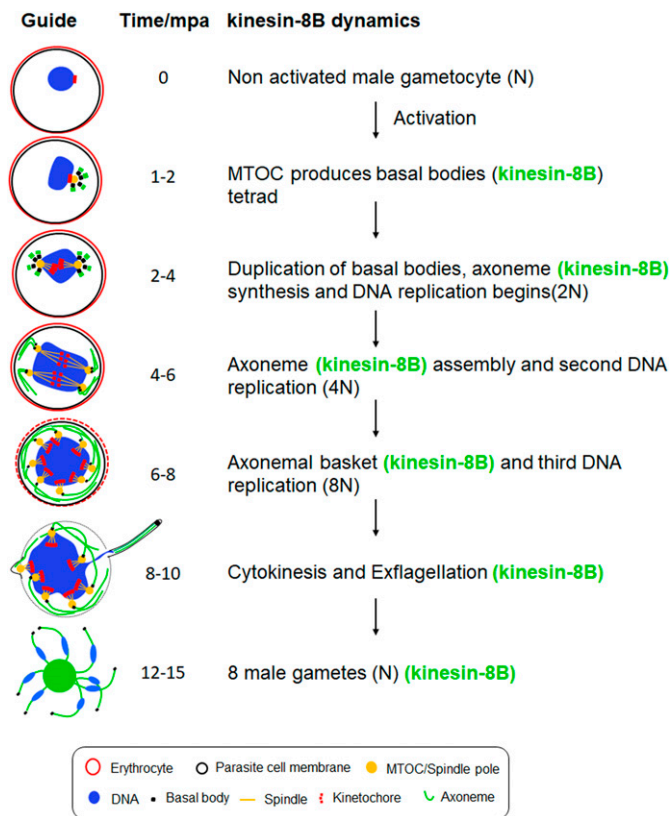 Guide Time/mpa kinesin-8B dynamics
0 Non activated male gametocyte (N)
Activation
1-2 MTOC produces basal bodies (kinesin-8B)
tetrad
2-4 Duplication of basal bodies, axoneme (kinesin-8B)
synthesis and DNA replication begins(2N)
4-6 Axoneme (kinesin-8B) assembly and second DNA
replication (4N)
6-8 Axonemal basket (kinesin-8B) and third DNA
replication (8N)
8-10 Cytokinesis and Exflagellation (kinesin-8B)
12-15 8 male gametes (N) (kinesin-8B)
Erythrocyte Parasite cell membrane MTOC/Spindle pole
DNA Basal body Spindle Kinetochore Axoneme